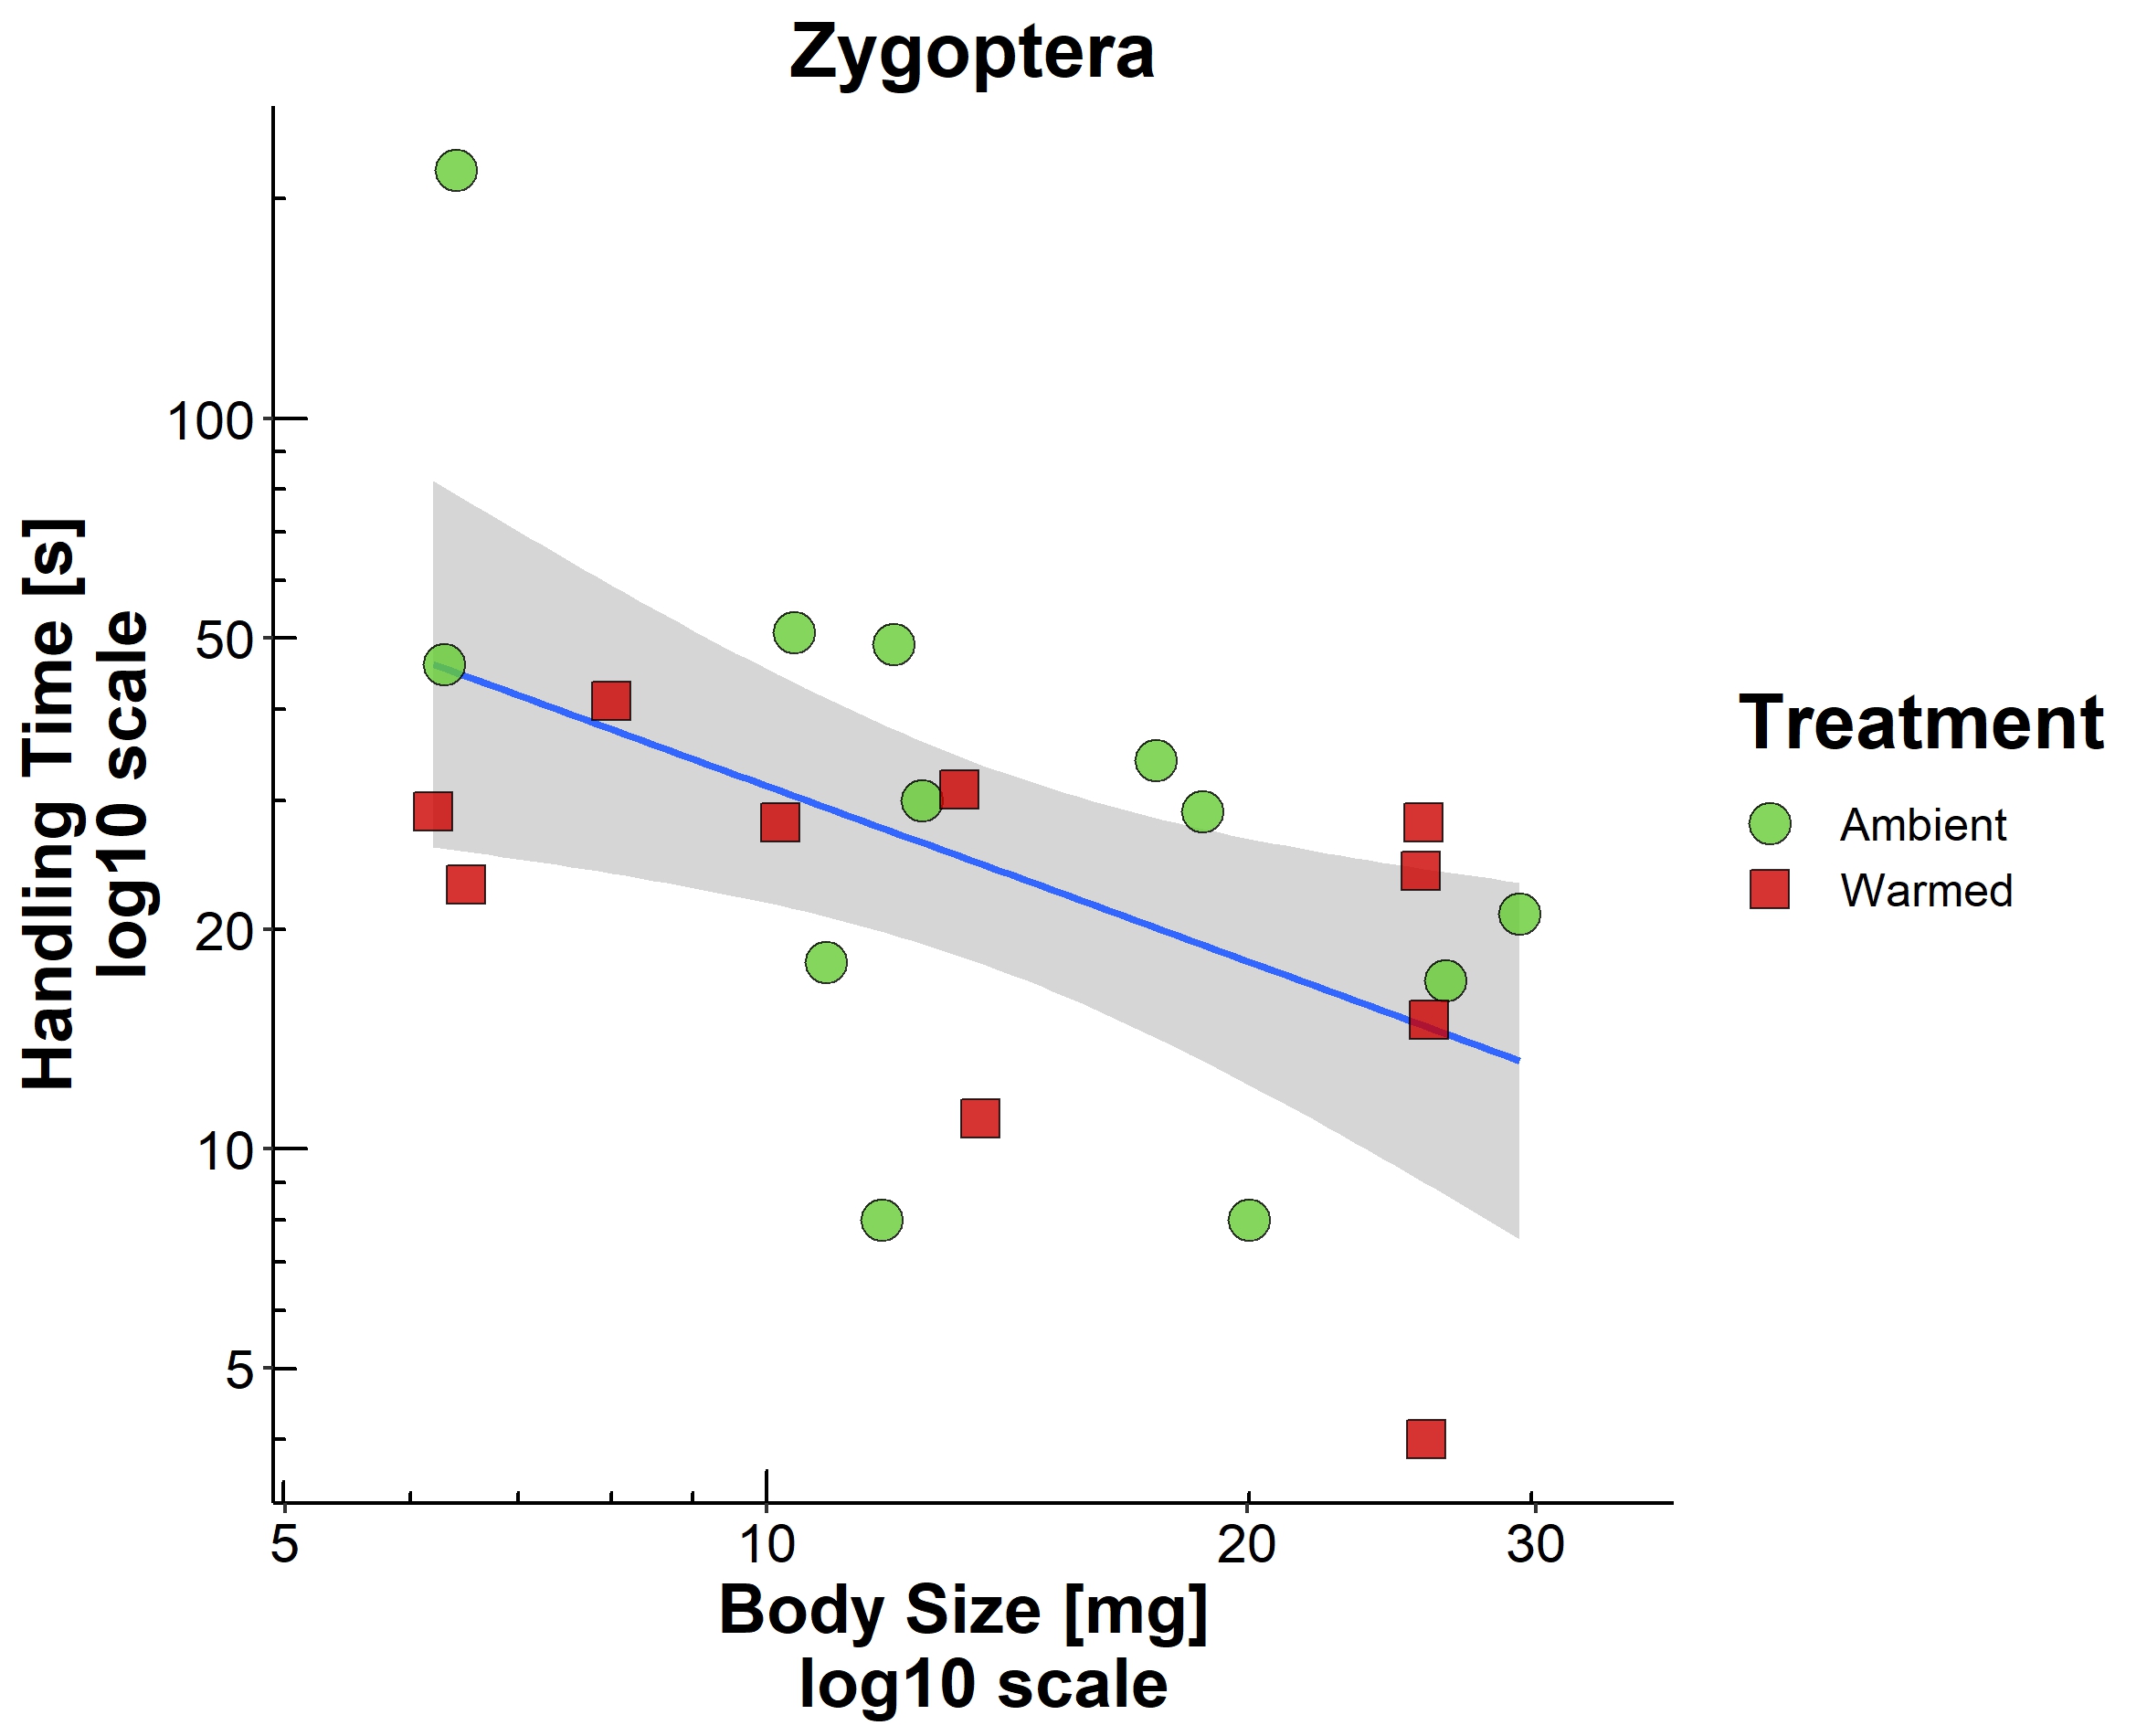 Zygoptera
Handling Time [s]
log10 scale
100
50
20
10
5
5
10
20
30
Body Size [mg]
log10 scale
Treatment
Ambient
Warmed